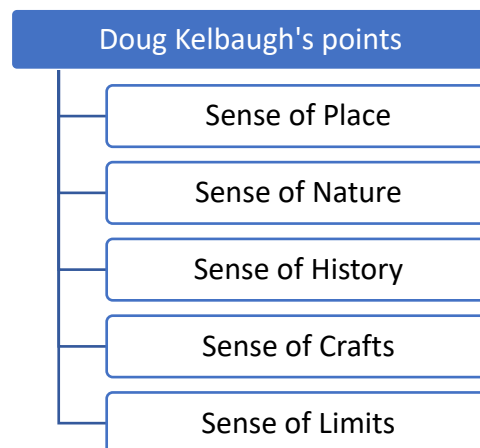 Doug Kelbaugh's points
Sense of Place
Sense of Nature
Sense of History
Sense of Crafts
Sense of Limits